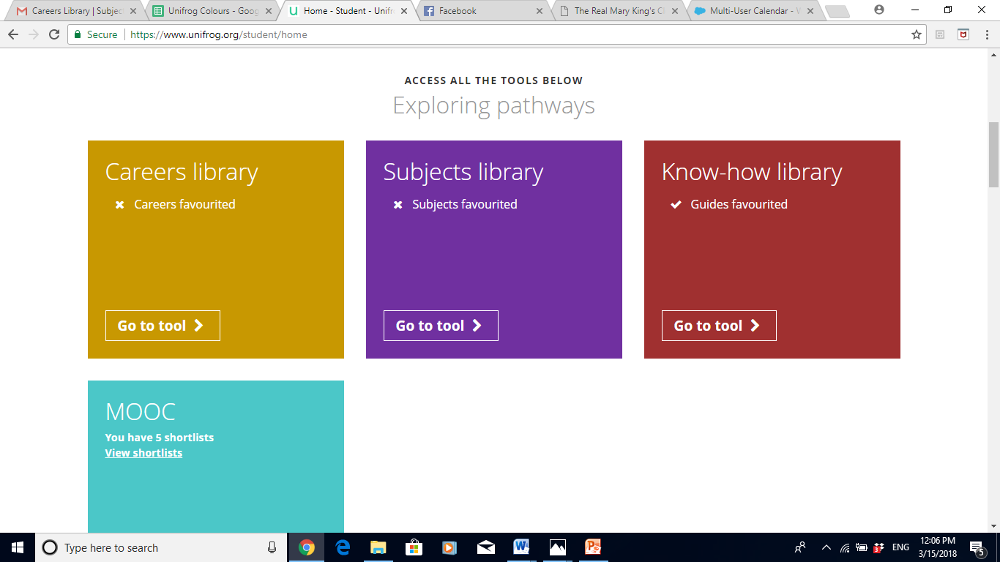 Careers Library | Subjec
Unifrog Colours - Goog
Home - Student - Unifr
Facebook
The Real Mary King's Cl
Multi-User Calendar - W
Secure
https://www.unifrog.org/student/home
ACCESS ALL THE TOOLS BELOW
Exploring pathways
Careers library
Careers favourited
Go to tool
Subjects library
Subjects favourited
Go to tool
Know-how library
Guides favourited
Go to tool
MOOC
You have 5 shortlists
View shortlists
Type here to search
ENG
12:06 PM
3/15/2018
5